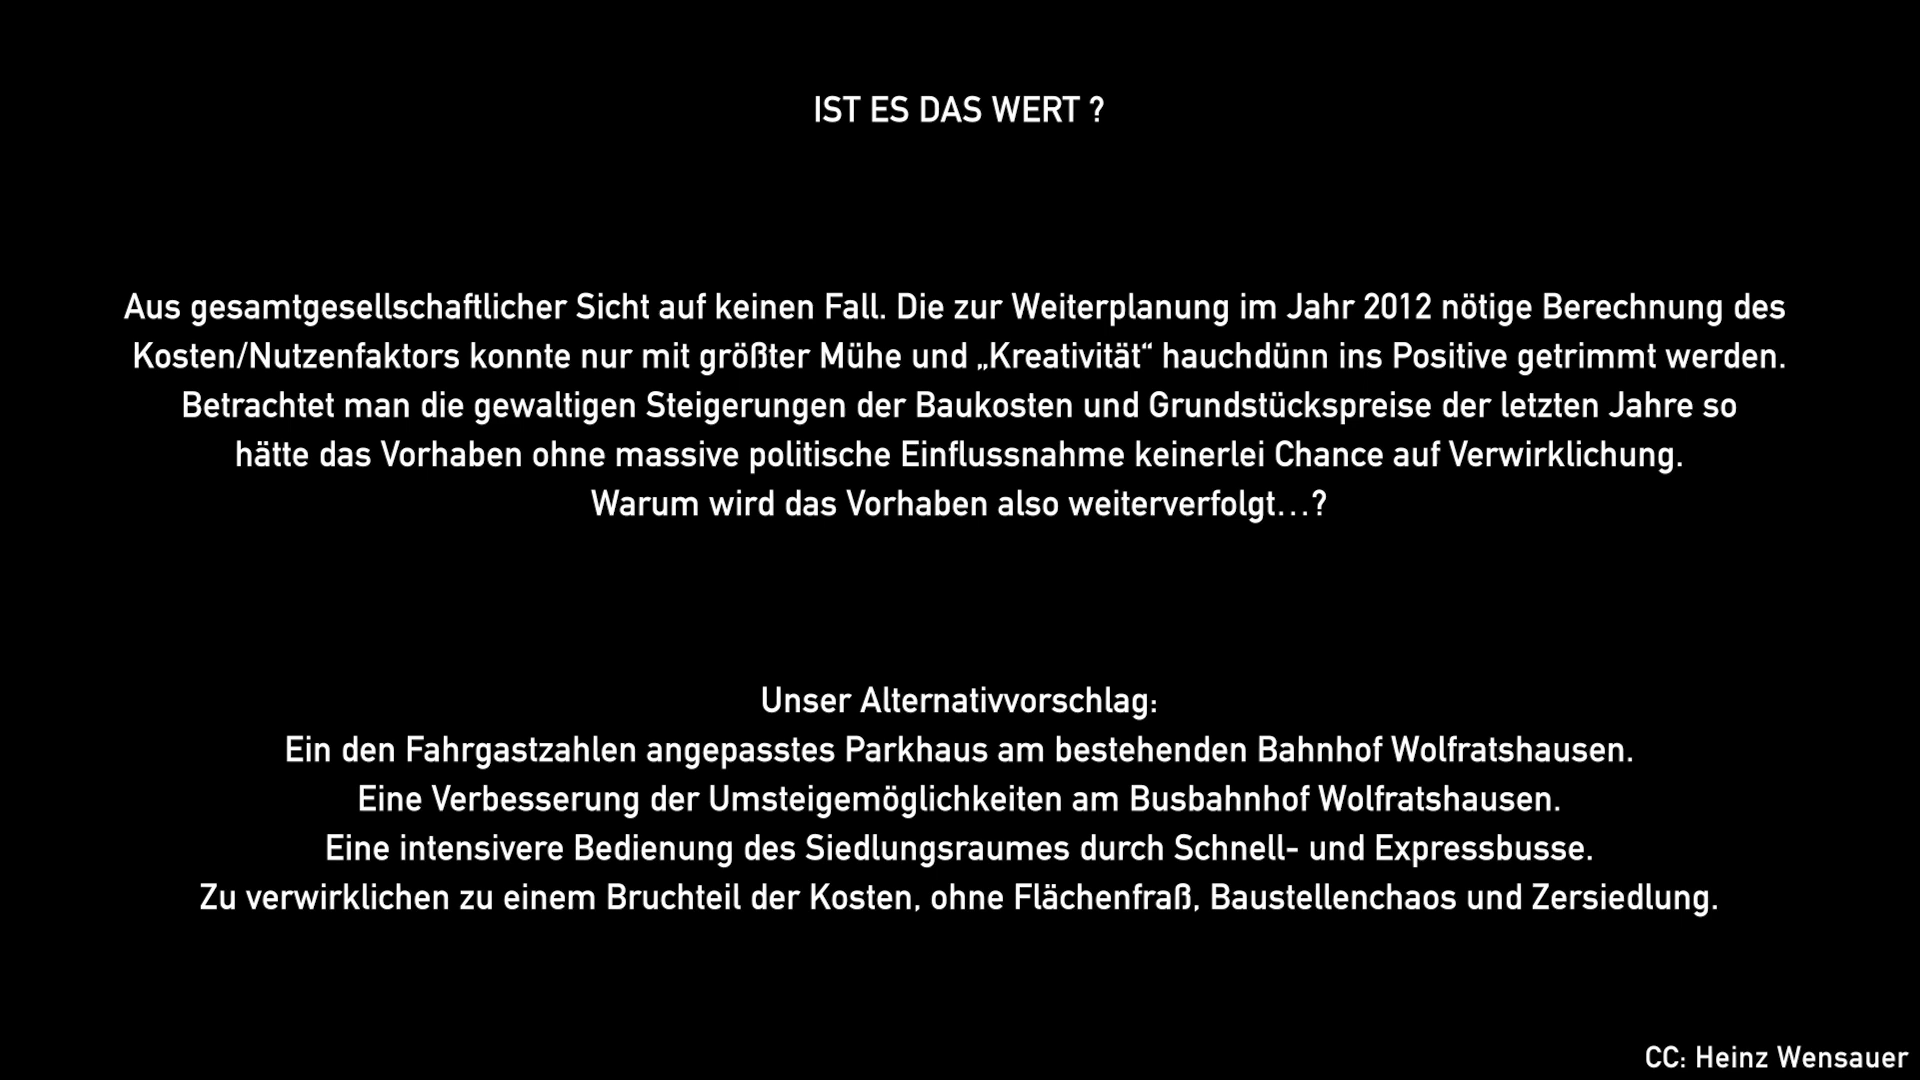 IST ES DAS WERT ?
Aus gesamtgesellschaftlicher Sicht auf keinen Fall. Die zur Weiterplanung im Jahr 2012 nötige Berechnung des
Kosten/Nutzenfaktors konnte nur mit größter Mühe und „Kreativität“ hauchdünn ins Positive getrimmt werden.
Betrachtet man die gewaltigen Steigerungen der Baukosten und Grundstückspreise der letzten Jahre so
hätte das Vorhaben ohne massive politische Einflussnahme keinerlei Chance auf Verwirklichung.
Warum wird das Vorhaben also weiterverfolgt…?
Unser Alternativvorschlag:
Ein den Fahrgastzahlen angepasstes Parkhaus am bestehenden Bahnhof Wolfratshausen.
Eine Verbesserung der Umsteigemöglichkeiten am Busbahnhof Wolfratshausen.
Eine intensivere Bedienung des Siedlungsraumes durch Schnell- und Expressbusse.
Zu verwirklichen zu einem Bruchteil der Kosten, ohne Flächenfraß, Baustellenchaos und Zersiedlung.
CC: Heinz Wensauer